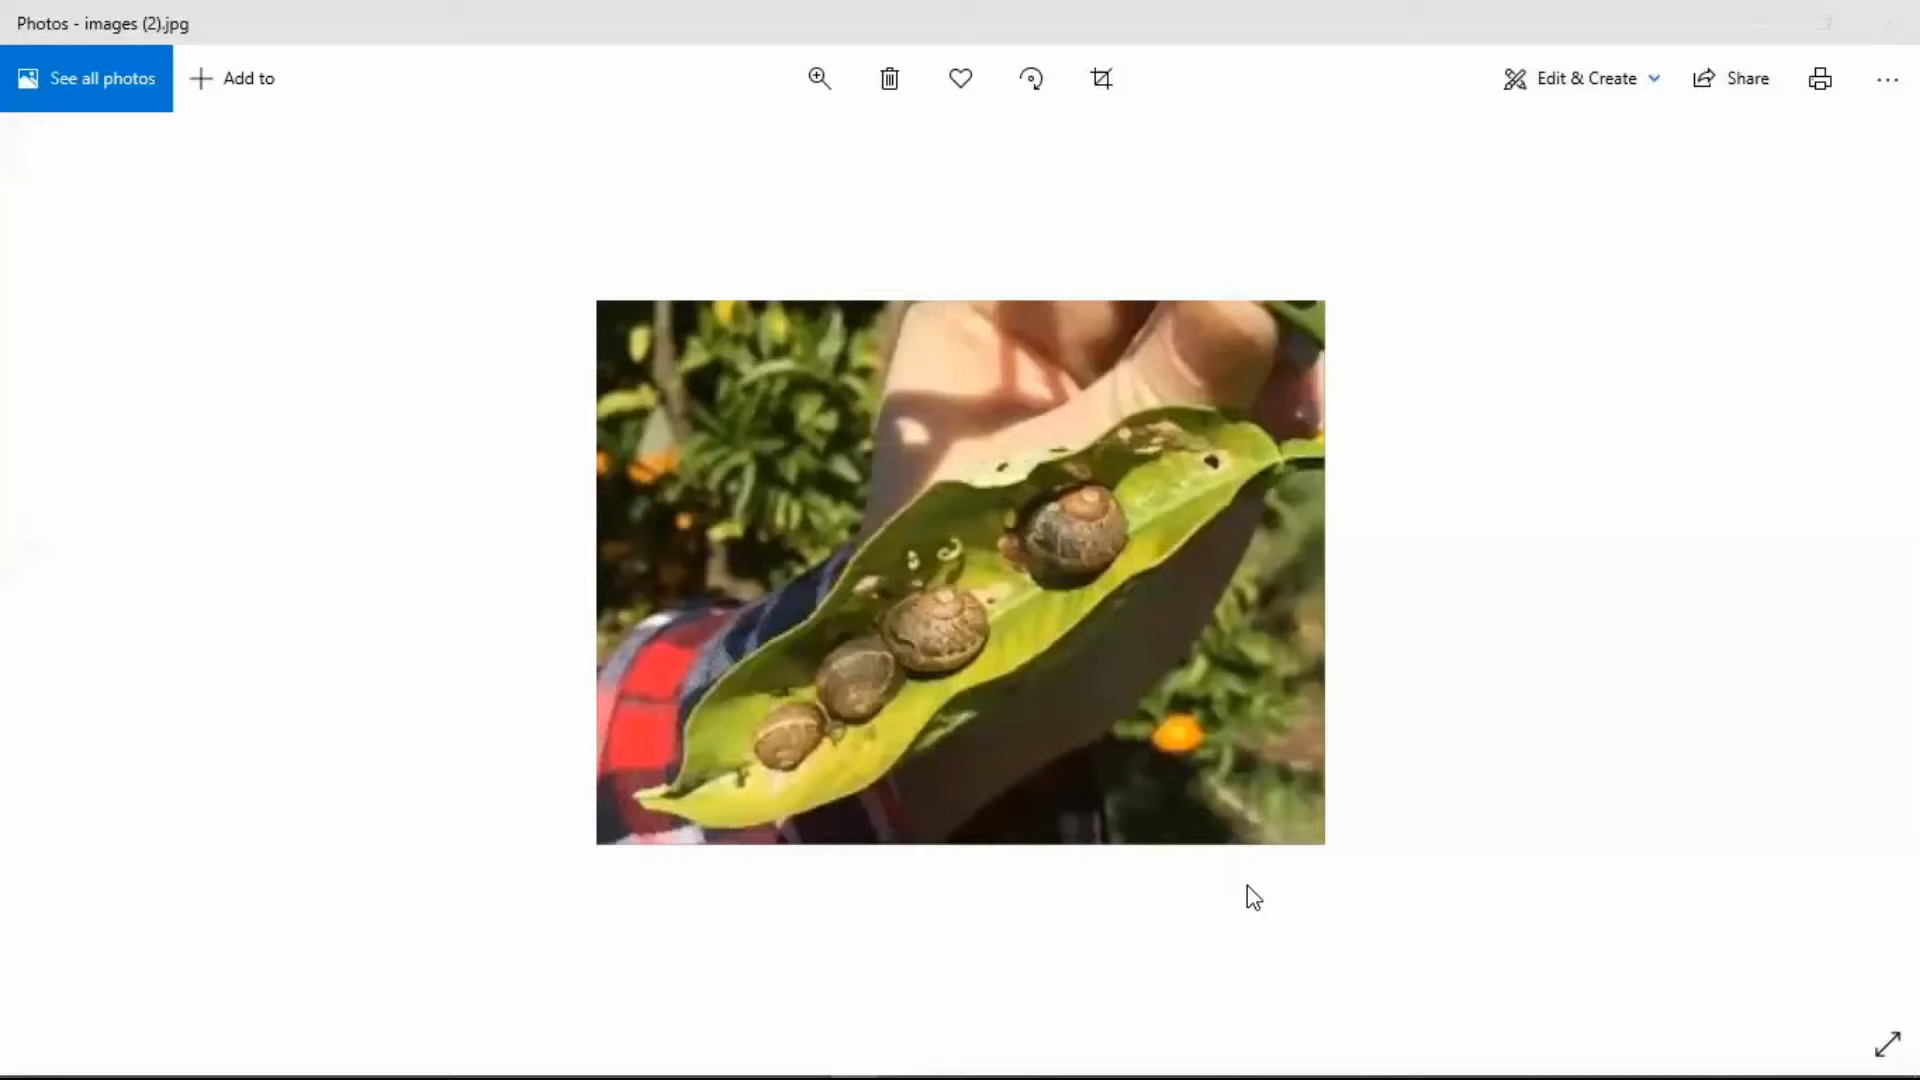 Photos - images (2).jpg
See all photos
Add to
Edit & Create
Share